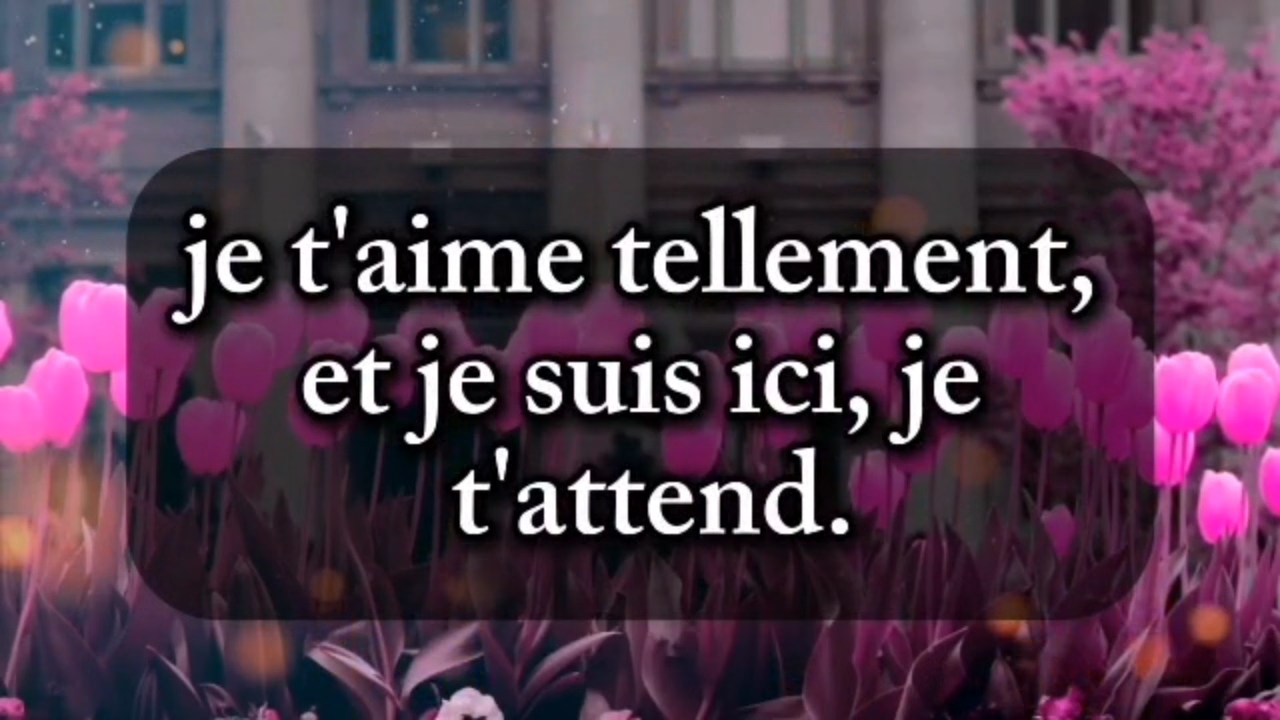 je t'aime tellement,
et je suis ici, je
t'attend.